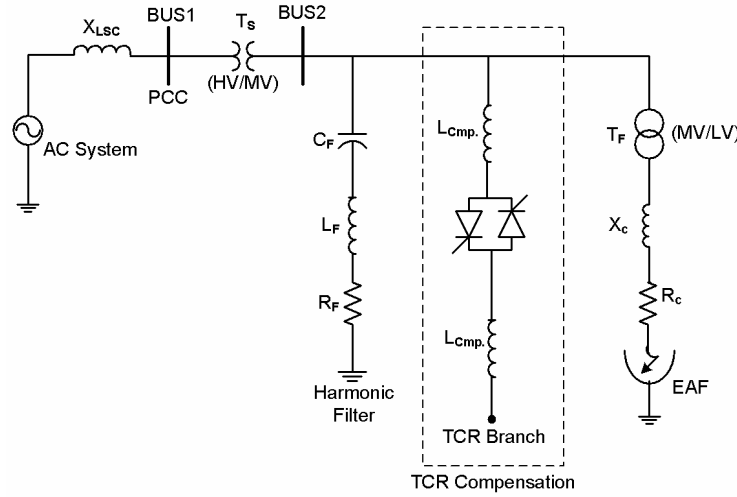 BUS1
T_S
BUS2
X_LSC
PCC
(HV/MV)
AC System
C_F
L_F
R_F
Harmonic
Filter
L_Cmp.
L_Cmp.
TCR Branch
TCR Compensation
T_F
(MV/LV)
X_c
R_c
EAF